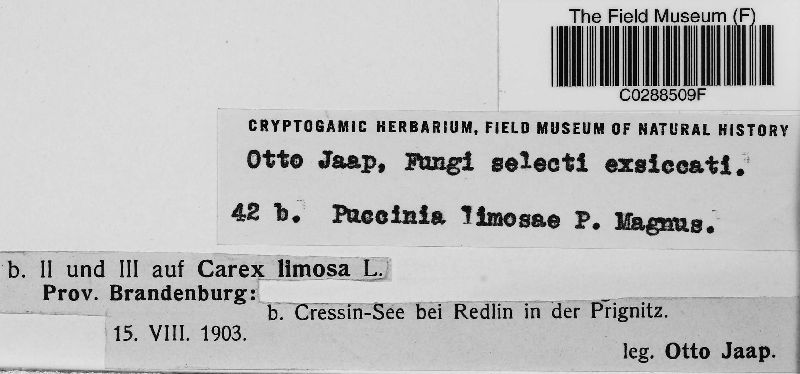 The Field Museum (F)
C0288509F
CRYPTOGAMIC HERBARIUM, FIELD MUSEUM OF NATURAL HISTORY
Otto Jaap, Fungi selecti exsiccati.
42 b. Puccinia limosae P. Magnus.
b. II und III auf Carex limosa L.
Prov. Brandenburg:
b. Cressin-See bei Redlin in der Prignitz.
15. VIII. 1903.
leg. Otto Jaap.